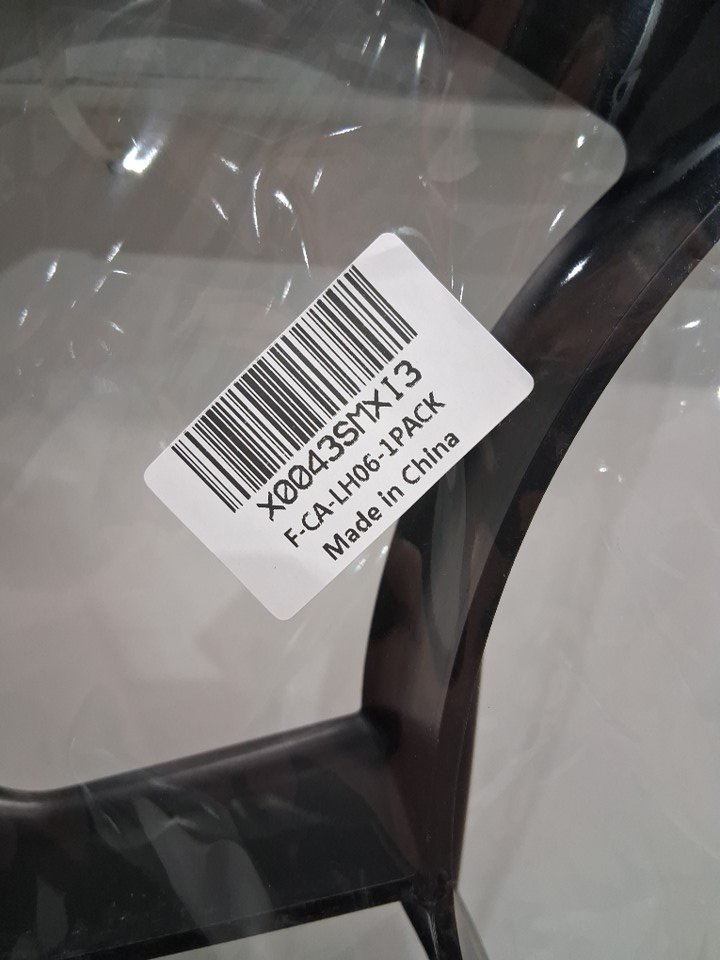 X0043SMXI3
F-CA-LH06-1PACK
Made in China